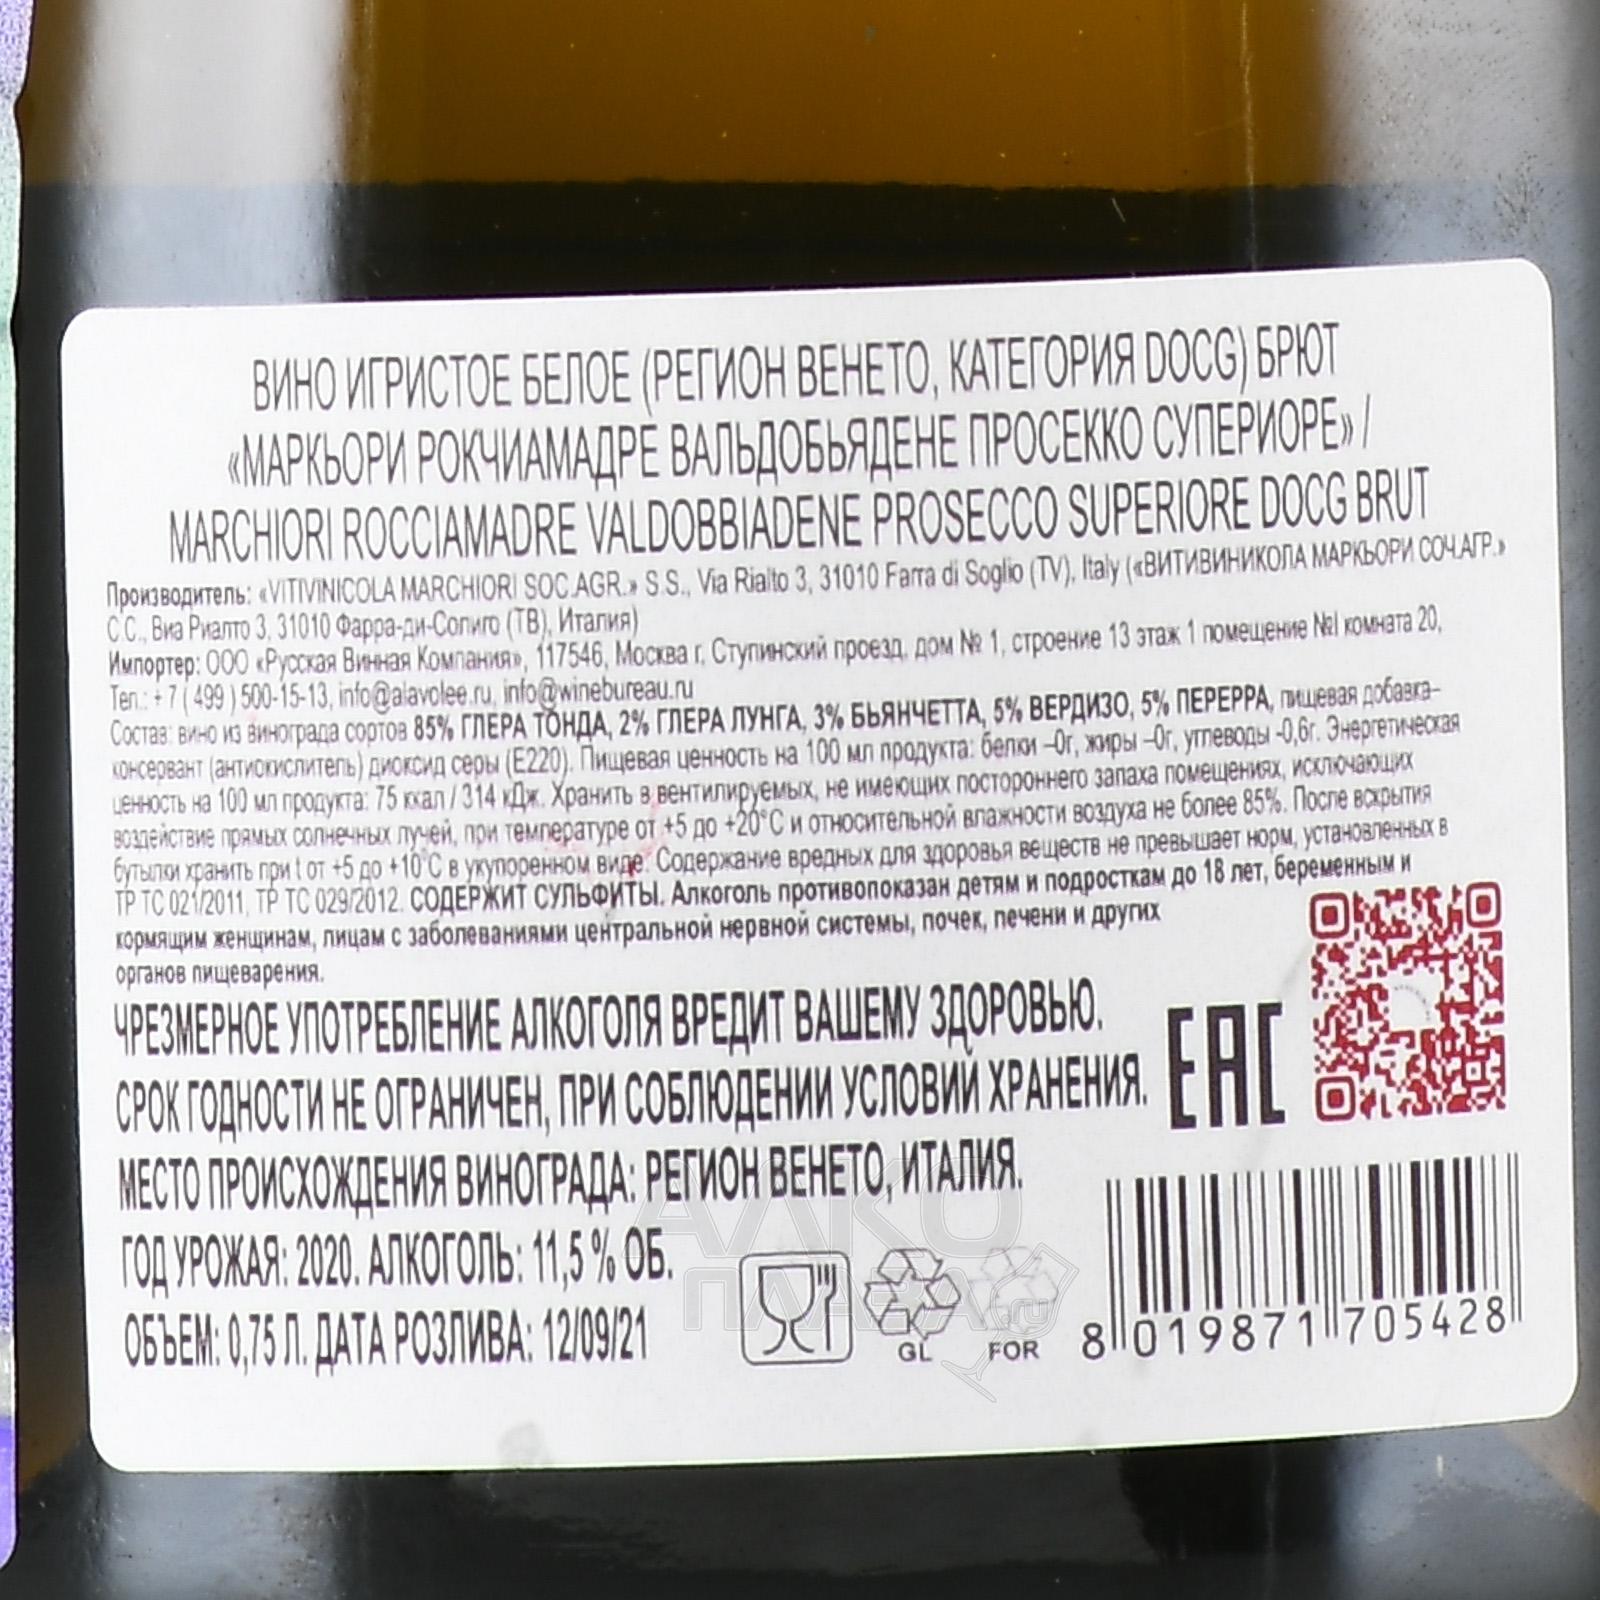 ВИНО ИГРИСТОЕ БЕЛОЕ (РЕГИОН ВЕНЕТО, КАТЕГОРИЯ DOCG) БРЮТ
«МАРКЬОРИ РОКЧИАМАДРЕ ВАЛЬДОБЬЯДЕНЕ ПРОСЕККО СУПЕРИОРЕ» /
MARCHIORI ROCCIAMADRE VALDOBBIADENE PROSECCO SUPERIORE DOCG BRUT
Производитель: «VITIVINICOLA MARCHIORI SOC.AGR.» S.S., Via Rialto 3, 31010 Farra di Soglio (TV), Italy («ВИТИВИНИКОЛА МАРКЬОРИ СОЧ.АГР.»
С.С., Виа Риалто 3, 31010 Фарра-ди-Солиго (ТВ), Италия)
Импортер: ООО «Русская Винная Компания», 117546, Москва г, Ступинский проезд, дом № 1, строение 13 этаж 1 помещение №I комната 20,
Тел.: + 7 ( 499 ) 500-15-13, info@alavolee.ru, info@winebureau.ru
Состав: вино из винограда сортов 85% ГЛЕРА ТОНДА, 2% ГЛЕРА ЛУНГА, 3% БЬЯНЧЕТТА, 5% ВЕРДИЗО, 5% ПЕРЕРРА, пищевая добавка–
консервант (антиокислитель) диоксид серы (Е220). Пищевая ценность на 100 мл продукта: белки –0г, жиры –0г, углеводы -0,6г. Энергетическая
ценность на 100 мл продукта: 75 ккал / 314 кДж. Хранить в вентилируемых, не имеющих постороннего запаха помещениях, исключающих
воздействие прямых солнечных лучей, при температуре от +5 до +20°С и относительной влажности воздуха не более 85%. После вскрытия
бутылки хранить при t от +5 до +10°С в укупоренном виде. Содержание вредных для здоровья веществ не превышает норм, установленных в
ТР ТС 021/2011, ТР ТС 029/2012. СОДЕРЖИТ СУЛЬФИТЫ. Алкоголь противопоказан детям и подросткам до 18 лет, беременным и
кормящим женщинам, лицам с заболеваниями центральной нервной системы, почек, печени и других
органов пищеварения.
ЧРЕЗМЕРНОЕ УПОТРЕБЛЕНИЕ АЛКОГОЛЯ ВРЕДИТ ВАШЕМУ ЗДОРОВЬЮ.
СРОК ГОДНОСТИ НЕ ОГРАНИЧЕН, ПРИ СОБЛЮДЕНИИ УСЛОВИЙ ХРАНЕНИЯ.
EAC
МЕСТО ПРОИСХОЖДЕНИЯ ВИНОГРАДА: РЕГИОН ВЕНЕТО, ИТАЛИЯ.
ГОД УРОЖАЯ: 2020. АЛКОГОЛЬ: 11,5 % ОБ.
ОБЪЕМ: 0,75 Л. ДАТА РОЗЛИВА: 12/09/21
GL
FOR
8 019871 705428
АЛКО
ПЛАЗА.ru